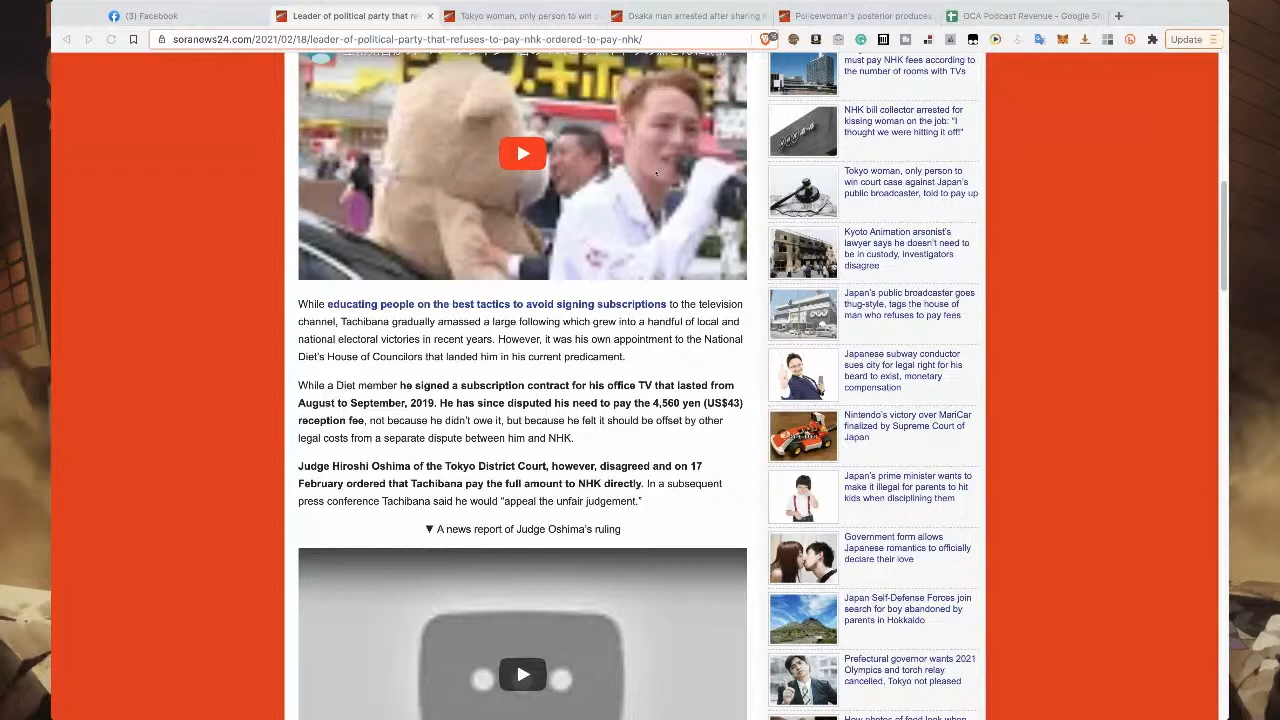 (3) Facebook
Leader of political party that ref
Tokyo woman, only person to win c
Osaka man arrested after sharing i
Policewoman's posterior produces
OCA Podcast Revenue - Google Sh
soranews24.com/2021/02/18/leader-of-political-party-that-refuses-to-pay-nhk-ordered-to-pay-nhk/
Update
While educating people on the best tactics to avoid signing subscriptions to the television
channel, Tachibana gradually amassed a large following which grew into a handful of local and
national election victories in recent years. However, after his own appointment to the National
Diet's Upper House, Tachibana ended him in his current predicament.
While a Diet member he signed a subscription contract for his office TV that lasted from
August to September, 2019. He has since denied the need to pay the 4,560 yen (US$43)
reception fee, because he didn't owe it, but because he felt it should be offset by other
legal costs in a separate dispute between him and NHK.
Judge Hiroshi Oshima of the Tokyo District Court, however, disagreed and on 17
February ordered that Tachibana pay the full amount to NHK directly. In a subsequent
press conference Tachibana said he would "appeal the unfair judgement."
▼ A news report of Judge Oshima's ruling
must pay NHK fees according to
the number of rooms with TVs
NHK bill collector arrested for
kissing woman on the job: "I
thought we were hitting it off!"
Tokyo woman, only person to
win court case against Japan's
public broadcaster, told to pay up
Kyoto Animation arsonist's
lawyer says he doesn't need to
be in custody, investigators
disagree
Japan's public broadcaster goes
thug-style, tags the house of
man who refuses to pay fees
Japanese subway conductor
sues city for legal right for his
beard to exist, monetary
compensation
Nintendo's victory over MariCar
finalized by Supreme Court of
Japan
Japan's prime minister wants to
make it illegal for parents to hit
kids when disciplining them
Government form allows
Japanese romantics to officially
declare their love
Japan Self-Defense Forces join
search for boy abandoned by
parents in Hokkaido
Prefectural governor wants 2021
Olympics and torch relay
cancelled, Tokyo not pleased
How photos of food look when